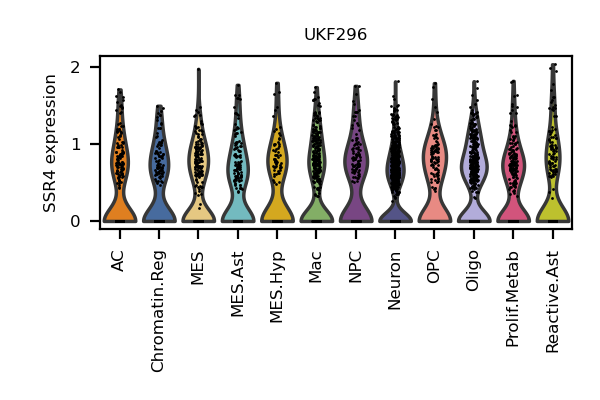 UKF296
SSR4 expression
2
1
0
AC
Chromatin.Reg
MES
MES.Ast
MES.Hyp
Mac
NPC
Neuron
OPC
Oligo
Prolif.Metab
Reactive.Ast